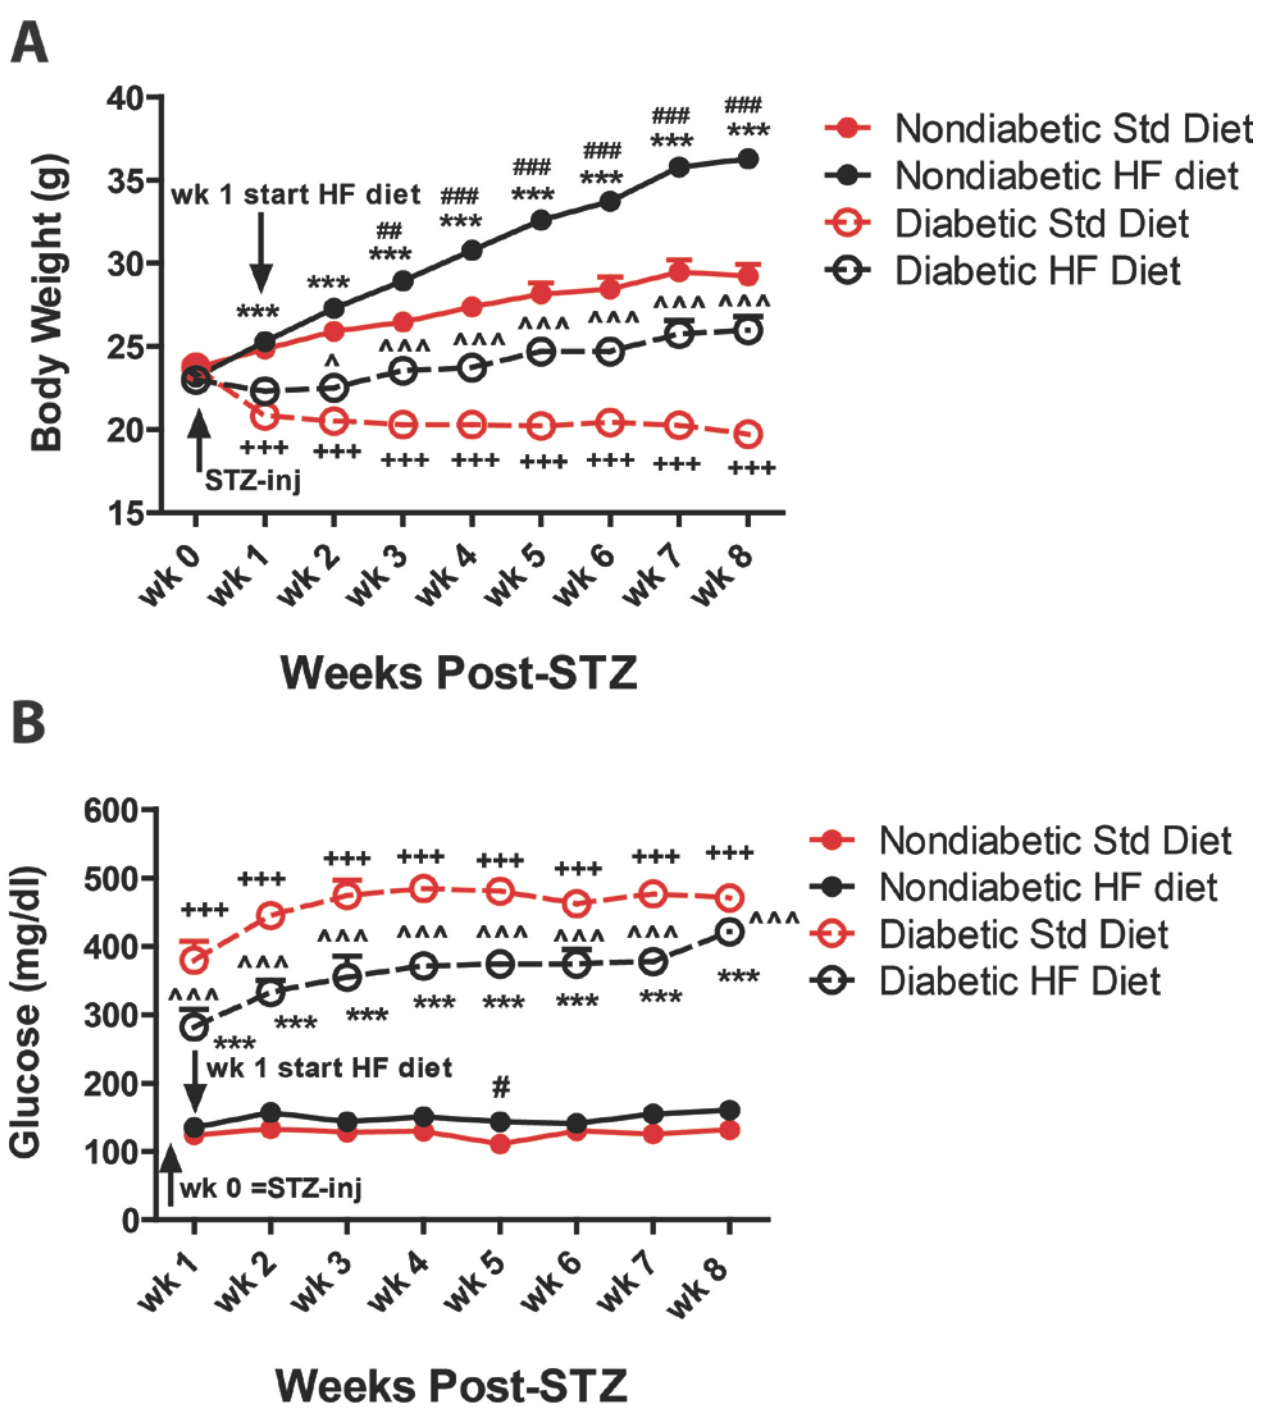 A
40
35
30
25
20
15
Body Weight (g)
wk 1 start HF diet
STZ-inj
***
***
##
***
###
***
###
***
###
***
###
***
###
***
^
^^^
^^^
^^^
^^^
^^^
^^^
+++
+++
+++
+++
+++
+++
+++
+++
wk 0
wk 1
wk 2
wk 3
wk 4
wk 5
wk 6
wk 7
wk 8
Weeks Post-STZ
Nondiabetic Std Diet
Nondiabetic HF diet
Diabetic Std Diet
Diabetic HF Diet
B
600
500
400
300
200
100
0
Glucose (mg/dl)
+++
+++
+++
+++
+++
+++
+++
+++
^^^
^^^
^^^
^^^
^^^
^^^
^^^
^^^
***
***
***
***
***
***
***
***
wk 1 start HF diet
#
wk 0 =STZ-inj
wk 1
wk 2
wk 3
wk 4
wk 5
wk 6
wk 7
wk 8
Weeks Post-STZ
Nondiabetic Std Diet
Nondiabetic HF diet
Diabetic Std Diet
Diabetic HF Diet